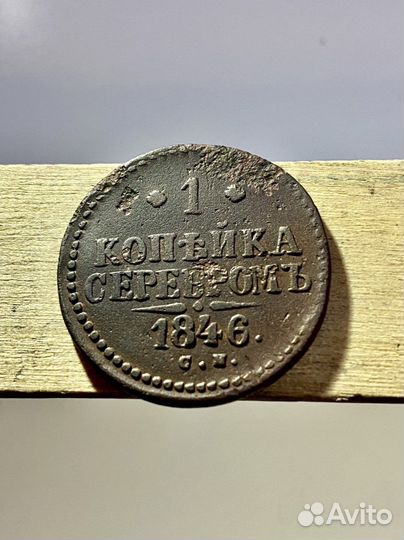 · 1 ·
КОПѢЙКА
СЕРЕБРОМЪ
1846.
С. М.
Avito